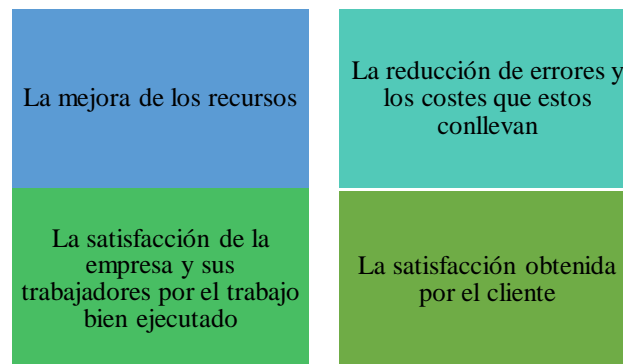 La mejora de los recursos
La reducción de errores y
los costes que estos
conllevan
La satisfacción de la
empresa y sus
trabajadores por el trabajo
bien ejecutado
La satisfacción obtenida
por el cliente